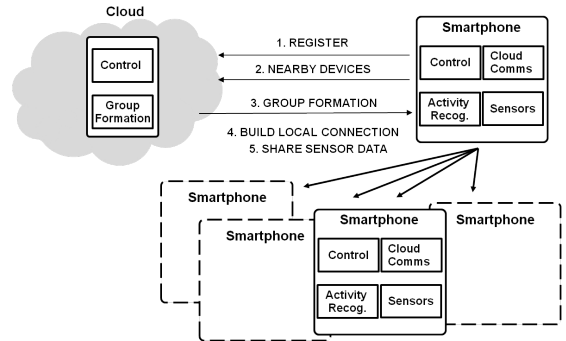 Cloud
Control
Group
Formation
1. REGISTER
2. NEARBY DEVICES
3. GROUP FORMATION
4. BUILD LOCAL CONNECTION
5. SHARE SENSOR DATA
Smartphone
Control
Cloud
Comms
Activity
Recog.
Sensors
Smartphone
Smartphone
Smartphone
Control
Cloud
Comms
Activity
Recog.
Sensors
Smartphone